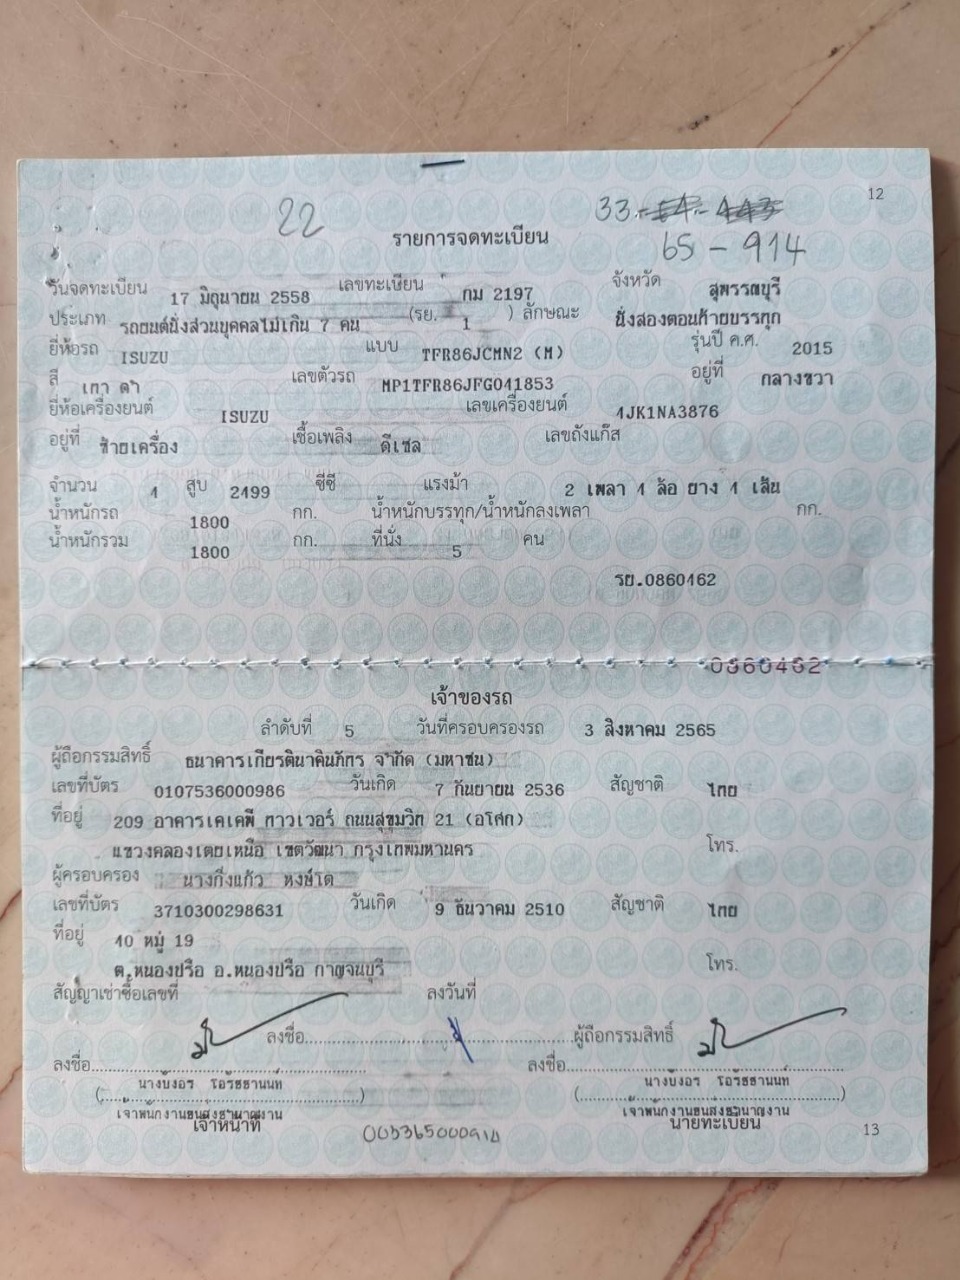 12
22
33.-14-443
รายการจดทะเบียน
65-914
วันจดทะเบียน 17 มิถุนายน 2558 เลขทะเบียน กม 2197 จังหวัด สุพรรณบุรี
ประเภท รถยนต์นั่งส่วนบุคคลไม่เกิน 7 คน (รย. 1 ) ลักษณะ นั่งสองตอนท้ายบรรทุก
ยี่ห้อรถ ISUZU แบบ TFR86JCMN2 (M) รุ่นปี ค.ศ. 2015
สี เทา ดำ เลขตัวรถ MP1TFR86JFG041853 อยู่ที่ กลางขวา
ยี่ห้อเครื่องยนต์ ISUZU เลขเครื่องยนต์ 4JK1NA3876
อยู่ที่ ซ้ายเครื่อง เชื้อเพลิง ดีเซล เลขถังแก๊ส
จำนวน 4 สูบ 2499 ซีซี แรงม้า 2 เพลา 4 ล้อ ยาง 4 เส้น
น้ำหนักรถ 1800 กก. น้ำหนักบรรทุก/น้ำหนักลงเพลา กก.
น้ำหนักรวม 1800 กก. ที่นั่ง 5 คน
รย.0860462
0860462
เจ้าของรถ
ลำดับที่ 5 วันที่ครอบครองรถ 3 สิงหาคม 2565
ผู้ถือกรรมสิทธิ์ ธนาคารเกียรตินาคินภัทร จำกัด (มหาชน)
เลขที่บัตร 0107536000986 วันเกิด 7 กันยายน 2536 สัญชาติ ไทย
ที่อยู่ 209 อาคารเคเคพี ทาวเวอร์ ถนนสุขุมวิท 21 (อโศก)
แขวงคลองเตยเหนือ เขตวัฒนา กรุงเทพมหานคร โทร.
ผู้ครอบครอง นางกิ่งแก้ว หงษ์โต
เลขที่บัตร 3710300298631 วันเกิด 9 ธันวาคม 2510 สัญชาติ ไทย
ที่อยู่ 40 หมู่ 19
ต.หนองปรือ อ.หนองปรือ กาญจนบุรี โทร.
สัญญาเช่าซื้อเลขที่ ลงวันที่
ลงชื่อ ผู้ถือกรรมสิทธิ์
ลงชื่อ ลงชื่อ
นางบังอร นางบังอร
เจ้าพนักงานขนส่งชำนาญงาน เจ้าพนักงานขนส่งชำนาญงาน
เจ้าหน้าที่ นายทะเบียน
13